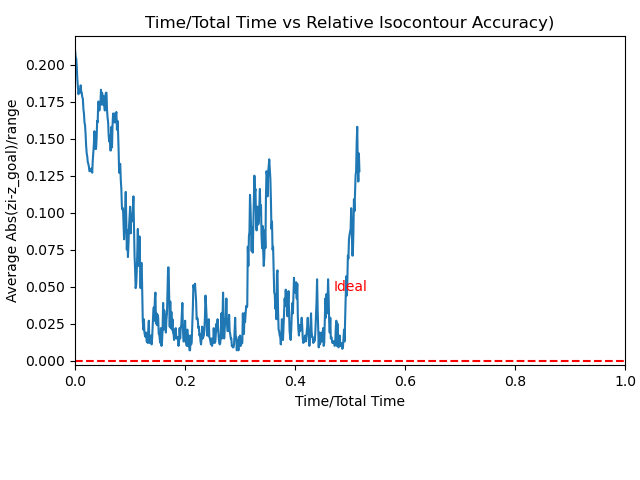 Time/Total Time vs Relative Isocontour Accuracy)
Average Abs(zi-z_goal)/range
0.200
0.175
0.150
0.125
0.100
0.075
0.050
0.025
0.000
Ideal
0.0 0.2 0.4 0.6 0.8 1.0
Time/Total Time